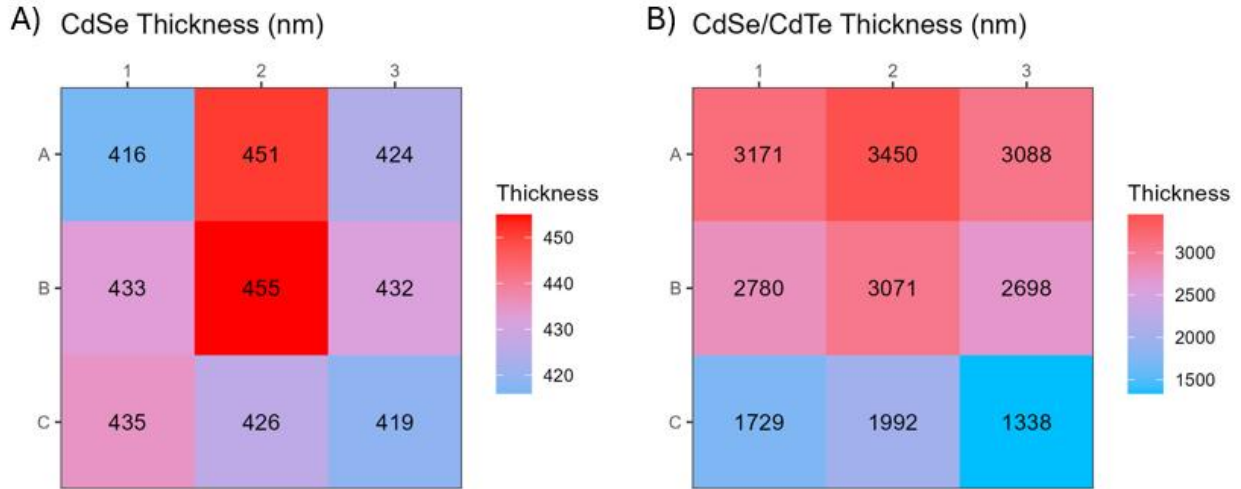 A) CdSe Thickness (nm)
1 2 3
A 416 451 424
B 433 455 432
C 435 426 419
Thickness
450
440
430
420
B) CdSe/CdTe Thickness (nm)
1 2 3
A 3171 3450 3088
B 2780 3071 2698
C 1729 1992 1338
Thickness
3000
2500
2000
1500